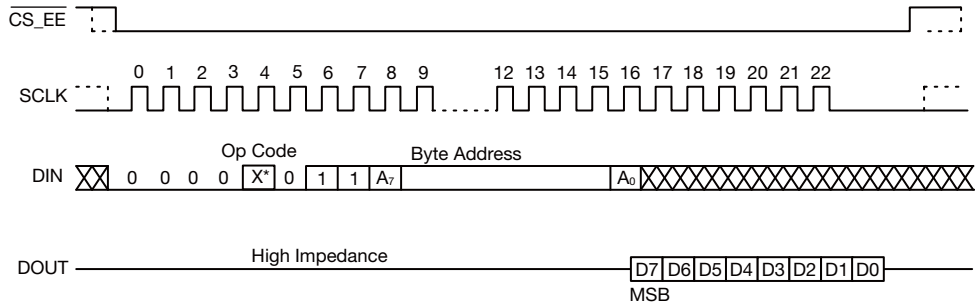 CS_EE
0 1 2 3 4 5 6 7 8 9 12 13 14 15 16 17 18 19 20 21 22
SCLK
Op Code Byte Address
DIN 0 0 0 0 X* 0 1 1 A7 A0
High Impedance
DOUT D7 D6 D5 D4 D3 D2 D1 D0
MSB